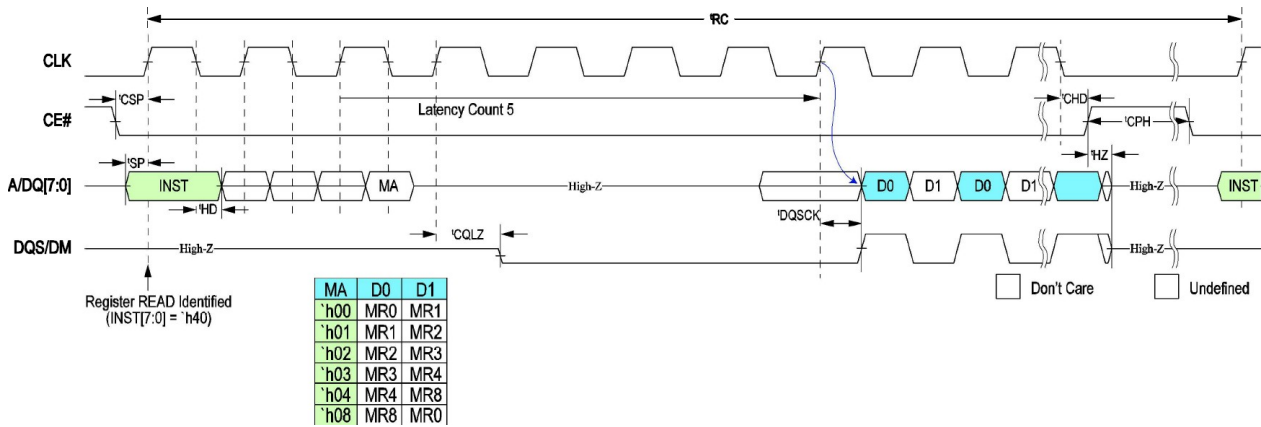 tRC
CLK
tCSP
Latency Count 5
tCHD
CE#
tCPH
tSP
tHZ
A/DQ[7:0]
INST
MA
High-Z
D0
D1
D0
D1
High-Z
INST
tHD
tDQSCK
tCQLZ
DQS/DM
High-Z
High-Z
Register READ Identified
(INST[7:0] = `h40)
Don't Care
Undefined
MA D0 D1
`h00 MR0 MR1
`h01 MR1 MR2
`h02 MR2 MR3
`h03 MR3 MR4
`h04 MR4 MR8
`h08 MR8 MR0